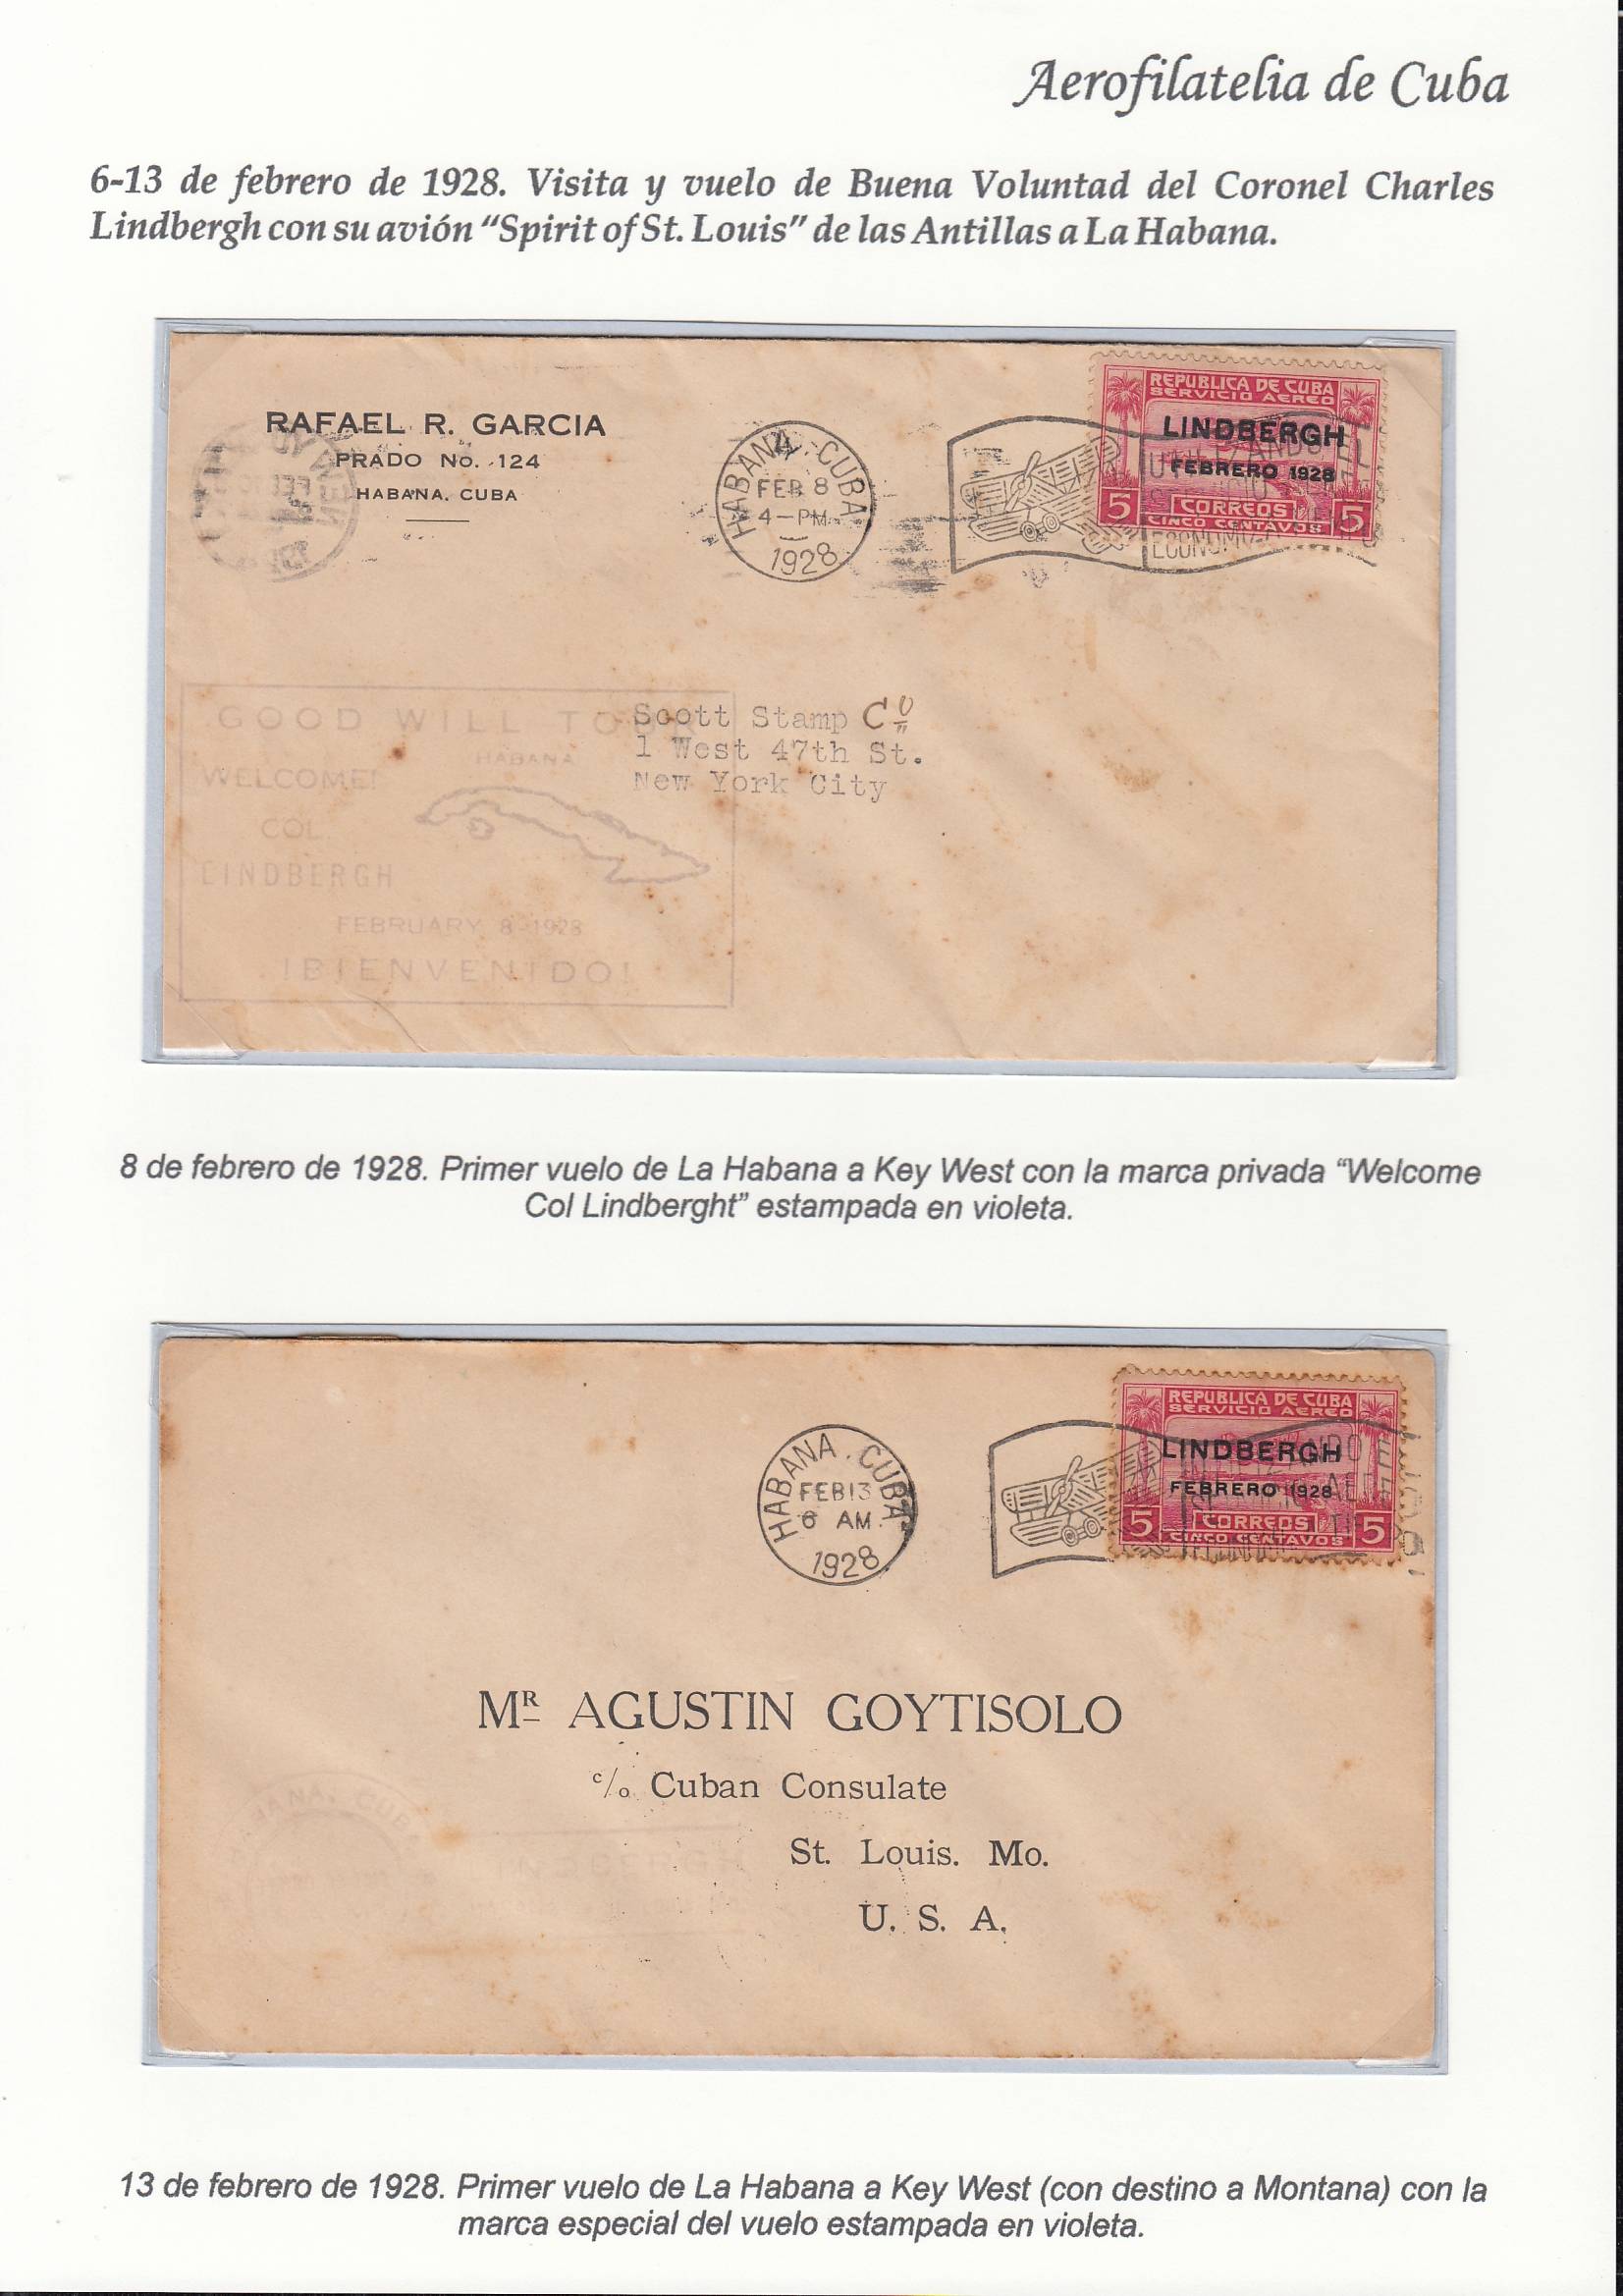 Aerofilatelia de Cuba
6-13 de febrero de 1928. Visita y vuelo de Buena Voluntad del Coronel Charles
Lindbergh con su avión "Spirit of St. Louis" de las Antillas a La Habana.
RAFAEL R. GARCIA
PRADO No. 124
HABANA, CUBA
HABANA, CUBA
4
FEB 8
4-PM
1928
REPUBLICA DE CUBA
SERVICIO AEREO
LINDBERGH
FEBRERO 1928
5 CORREOS 5
CINCO CENTAVOS
ECONOMI
GOOD WILL TOUR
HABANA
WELCOME!
COL.
LINDBERGH
FEBRUARY 8-1928
!BIENVENIDO!
Scott Stamp Cº
1 West 47th St.
New York City
8 de febrero de 1928. Primer vuelo de La Habana a Key West con la marca privada "Welcome
Col Lindberght" estampada en violeta.
HABANA, CUBA
FEB 13
6 AM
1928
REPUBLICA DE CUBA
SERVICIO AEREO
LINDBERGH
FEBRERO 1928
5 CORREOS 5
CINCO CENTAVOS
MR AGUSTIN GOYTISOLO
c/o Cuban Consulate
St. Louis. Mo.
U. S. A.
BANA, CUBA
13 de febrero de 1928. Primer vuelo de La Habana a Key West (con destino a Montana) con la
marca especial del vuelo estampada en violeta.